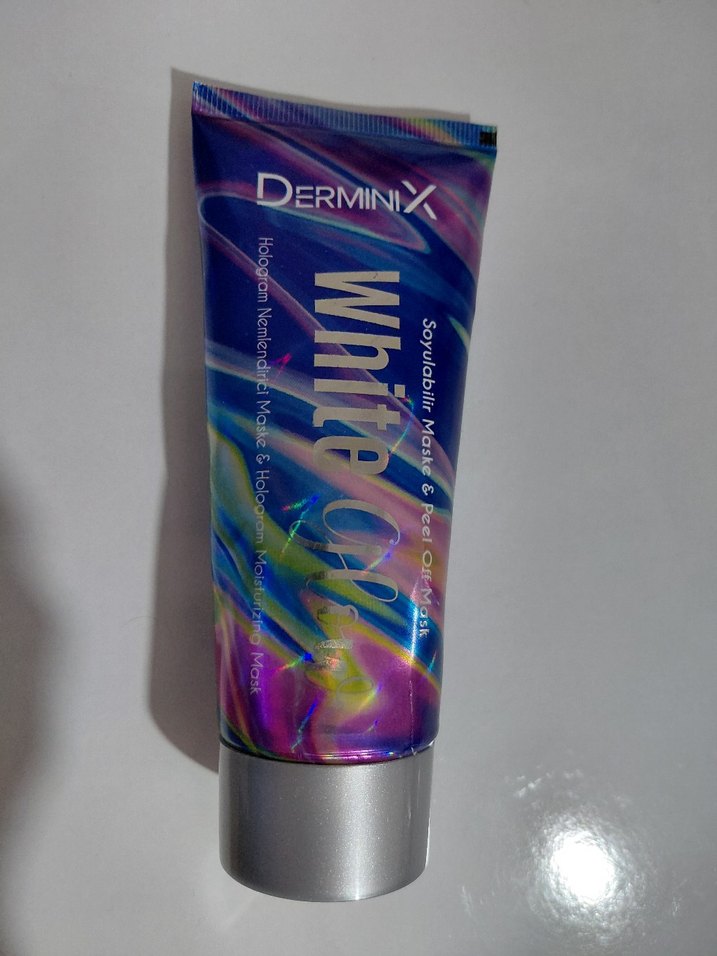 DERMINIX
Soyulabilir Maske & Peel Off Mask
White Glow
Hologram Nemlendirici Maske & Hologram Moisturizing Mask